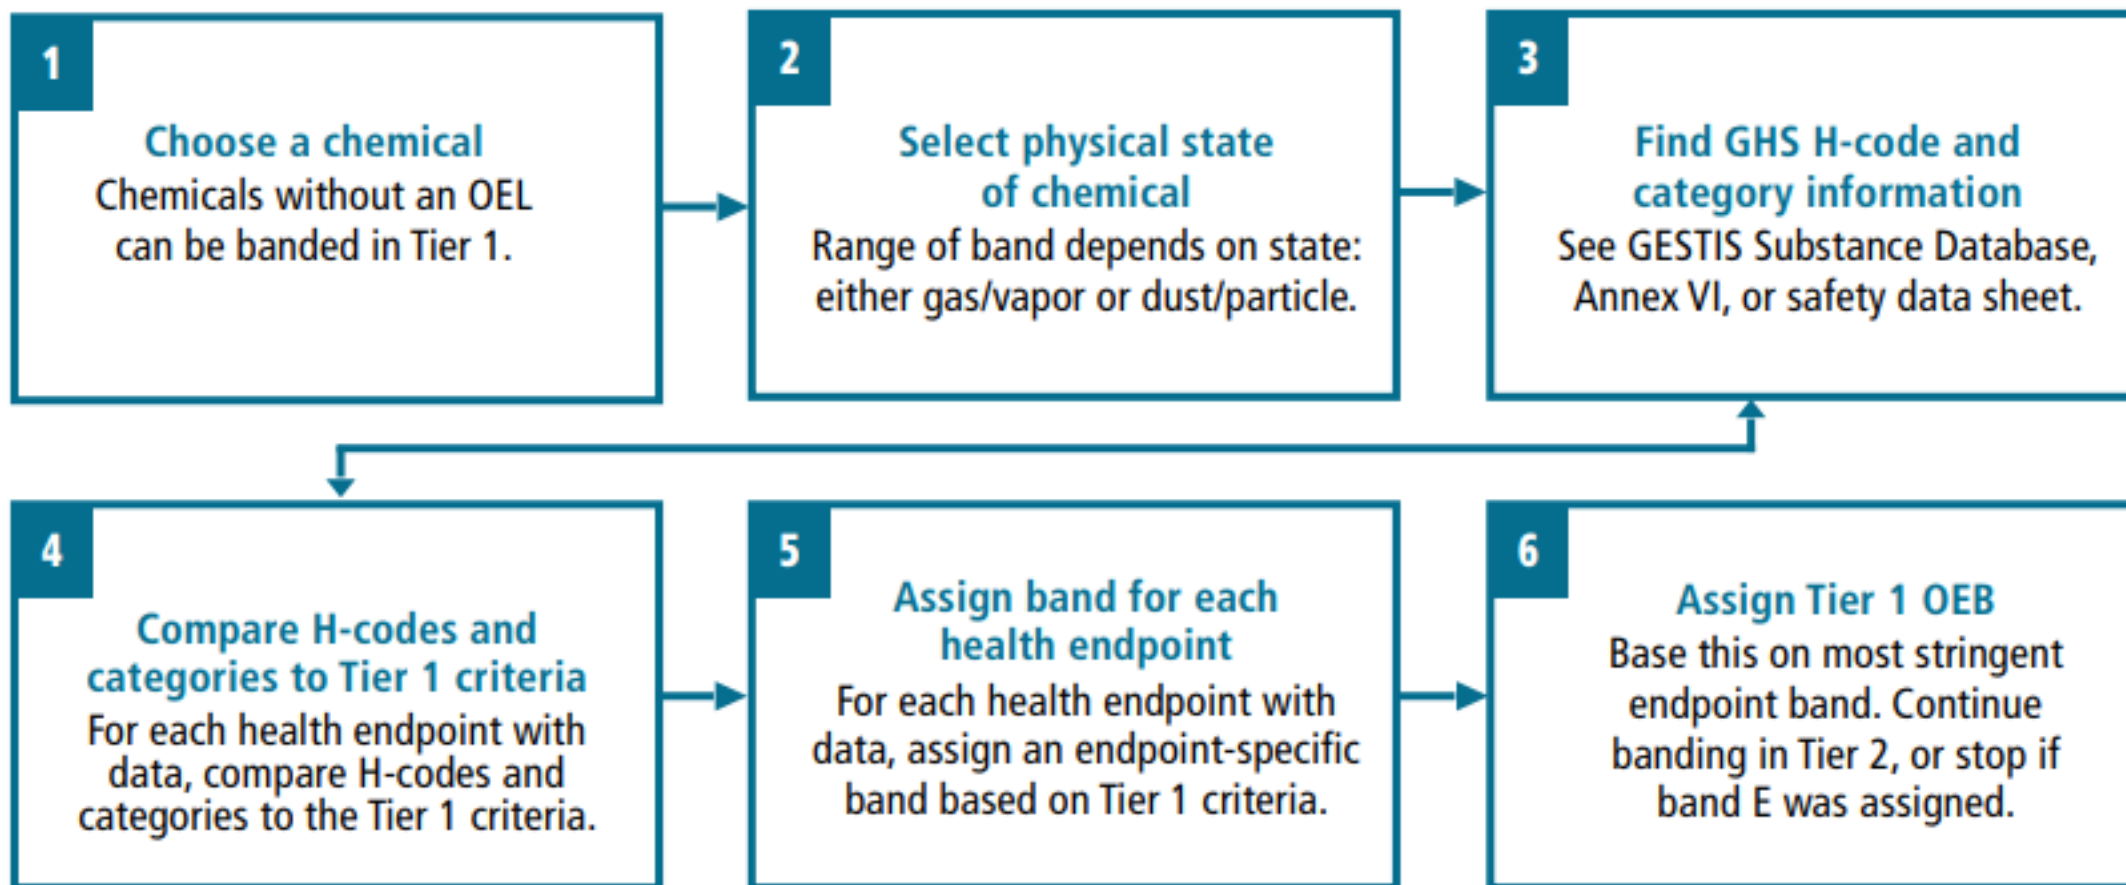 1
Choose a chemical
Chemicals without an OEL
can be banded in Tier 1.
2
Select physical state
of chemical
Range of band depends on state:
either gas/vapor or dust/particle.
3
Find GHS H-code and
category information
See GESTIS Substance Database,
Annex VI, or safety data sheet.
4
Compare H-codes and
categories to Tier 1 criteria
For each health endpoint with
data, compare H-codes and
categories to the Tier 1 criteria.
5
Assign band for each
health endpoint
For each health endpoint with
data, assign an endpoint-specific
band based on Tier 1 criteria.
6
Assign Tier 1 OEB
Base this on most stringent
endpoint band. Continue
banding in Tier 2, or stop if
band E was assigned.